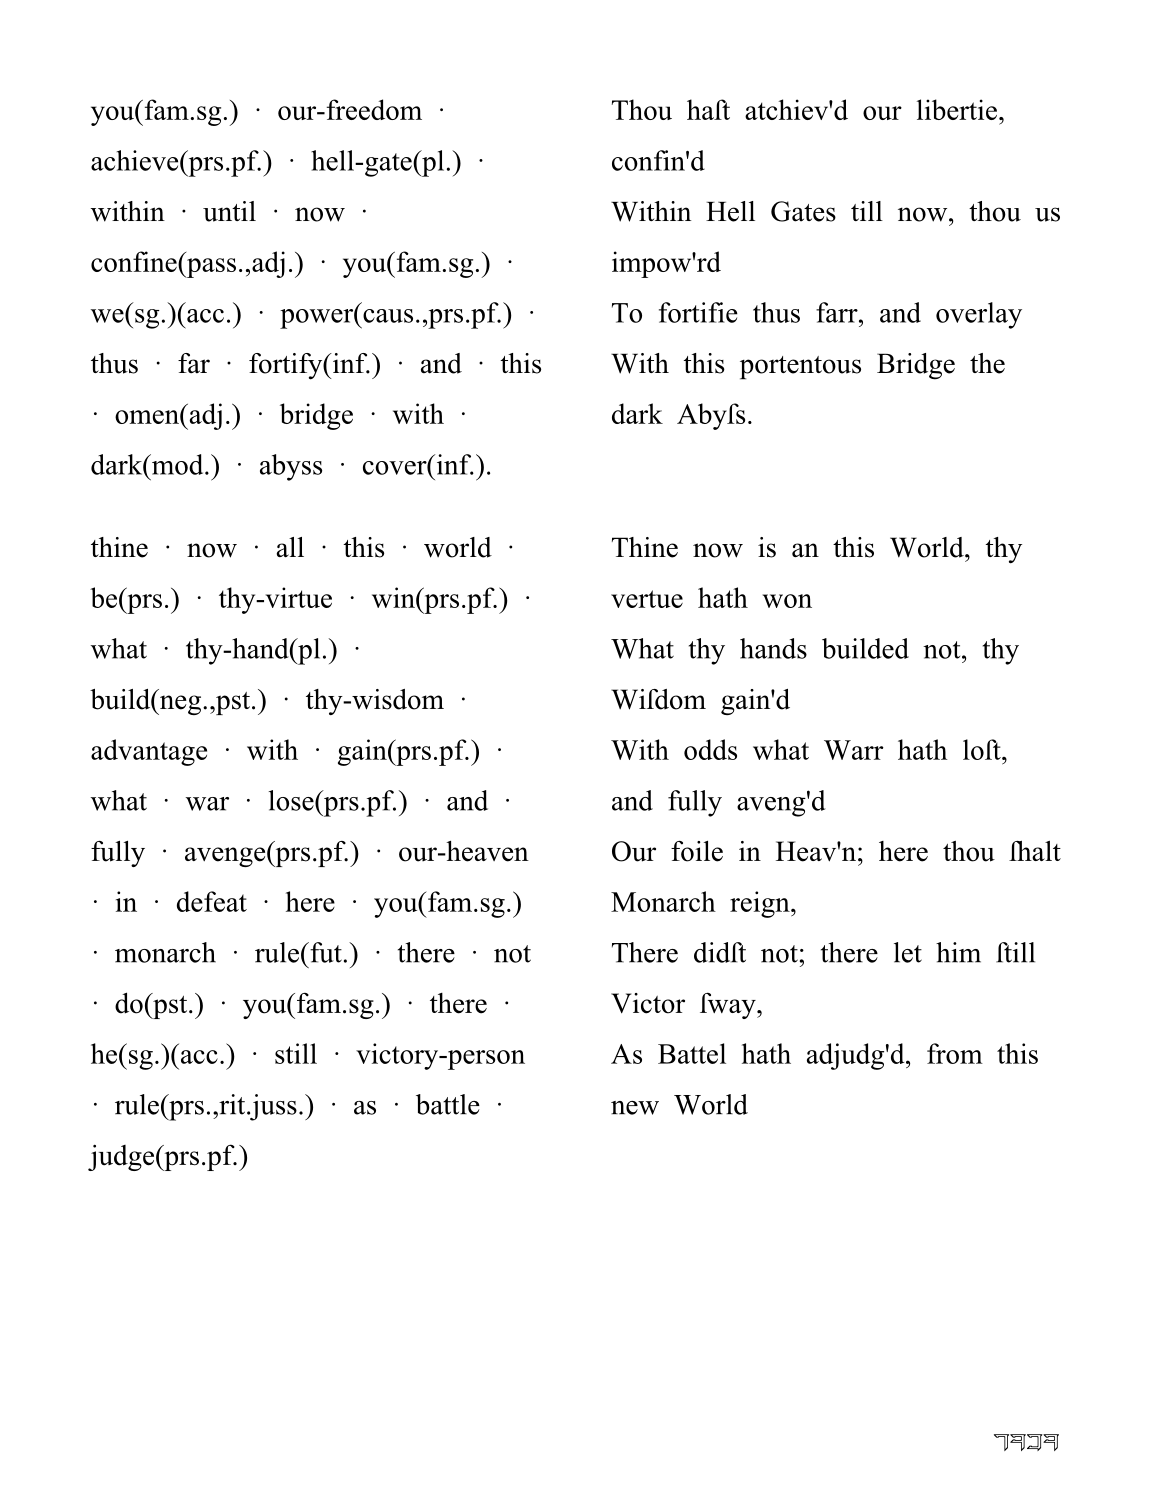 you(fam.sg.) · our-freedom ·
achieve(prs.pf.) · hell-gate(pl.) ·
within · until · now ·
confine(pass.,adj.) · you(fam.sg.) ·
we(sg.)(acc.) · power(caus.,prs.pf.) ·
thus · far · fortify(inf.) · and · this
· omen(adj.) · bridge · with ·
dark(mod.) · abyss · cover(inf.).
Thou haſt atchiev'd our libertie,
confin'd
Within Hell Gates till now, thou us
impow'rd
To fortifie thus farr, and overlay
With this portentous Bridge the
dark Abyſs.
thine · now · all · this · world ·
be(prs.) · thy-virtue · win(prs.pf.) ·
what · thy-hand(pl.) ·
build(neg.,pst.) · thy-wisdom ·
advantage · with · gain(prs.pf.) ·
what · war · lose(prs.pf.) · and ·
fully · avenge(prs.pf.) · our-heaven
· in · defeat · here · you(fam.sg.)
· monarch · rule(fut.) · there · not
· do(pst.) · you(fam.sg.) · there ·
he(sg.)(acc.) · still · victory-person
· rule(prs.,rit.juss.) · as · battle ·
judge(prs.pf.)
Thine now is an this World, thy
vertue hath won
What thy hands builded not, thy
Wiſdom gain'd
With odds what Warr hath loſt,
and fully aveng'd
Our foile in Heav'n; here thou ſhalt
Monarch reign,
There didſt not; there let him ſtill
Victor ſway,
As Battel hath adjudg'd, from this
new World